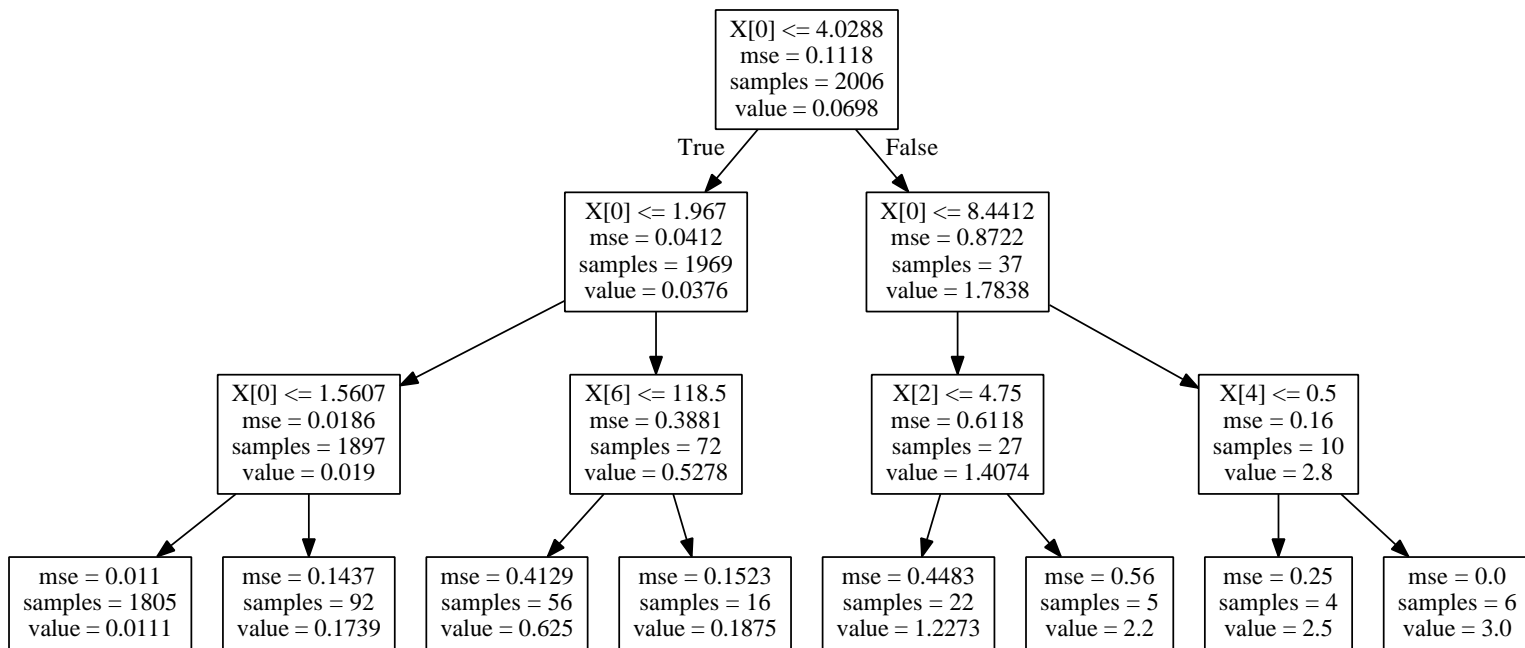 X[0] <= 4.0288
mse = 0.1118
samples = 2006
value = 0.0698
True
False
X[0] <= 1.967
mse = 0.0412
samples = 1969
value = 0.0376
X[0] <= 8.4412
mse = 0.8722
samples = 37
value = 1.7838
X[0] <= 1.5607
mse = 0.0186
samples = 1897
value = 0.019
X[6] <= 118.5
mse = 0.3881
samples = 72
value = 0.5278
X[2] <= 4.75
mse = 0.6118
samples = 27
value = 1.4074
X[4] <= 0.5
mse = 0.16
samples = 10
value = 2.8
mse = 0.011
samples = 1805
value = 0.0111
mse = 0.1437
samples = 92
value = 0.1739
mse = 0.4129
samples = 56
value = 0.625
mse = 0.1523
samples = 16
value = 0.1875
mse = 0.4483
samples = 22
value = 1.2273
mse = 0.56
samples = 5
value = 2.2
mse = 0.25
samples = 4
value = 2.5
mse = 0.0
samples = 6
value = 3.0